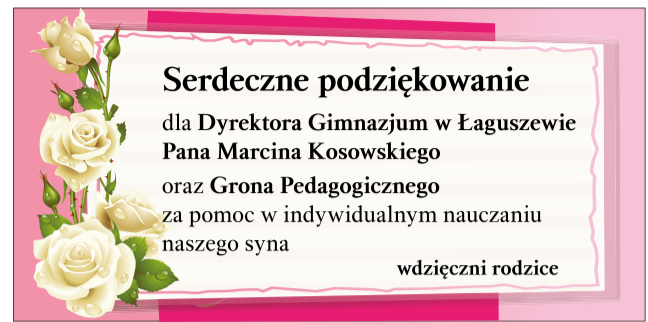 Serdeczne podziękowanie
dla Dyrektora Gimnazjum w Łaguszewie
Pana Marcina Kosowskiego
oraz Grona Pedagogicznego
za pomoc w indywidualnym nauczaniu
naszego syna
wdzięczni rodzice